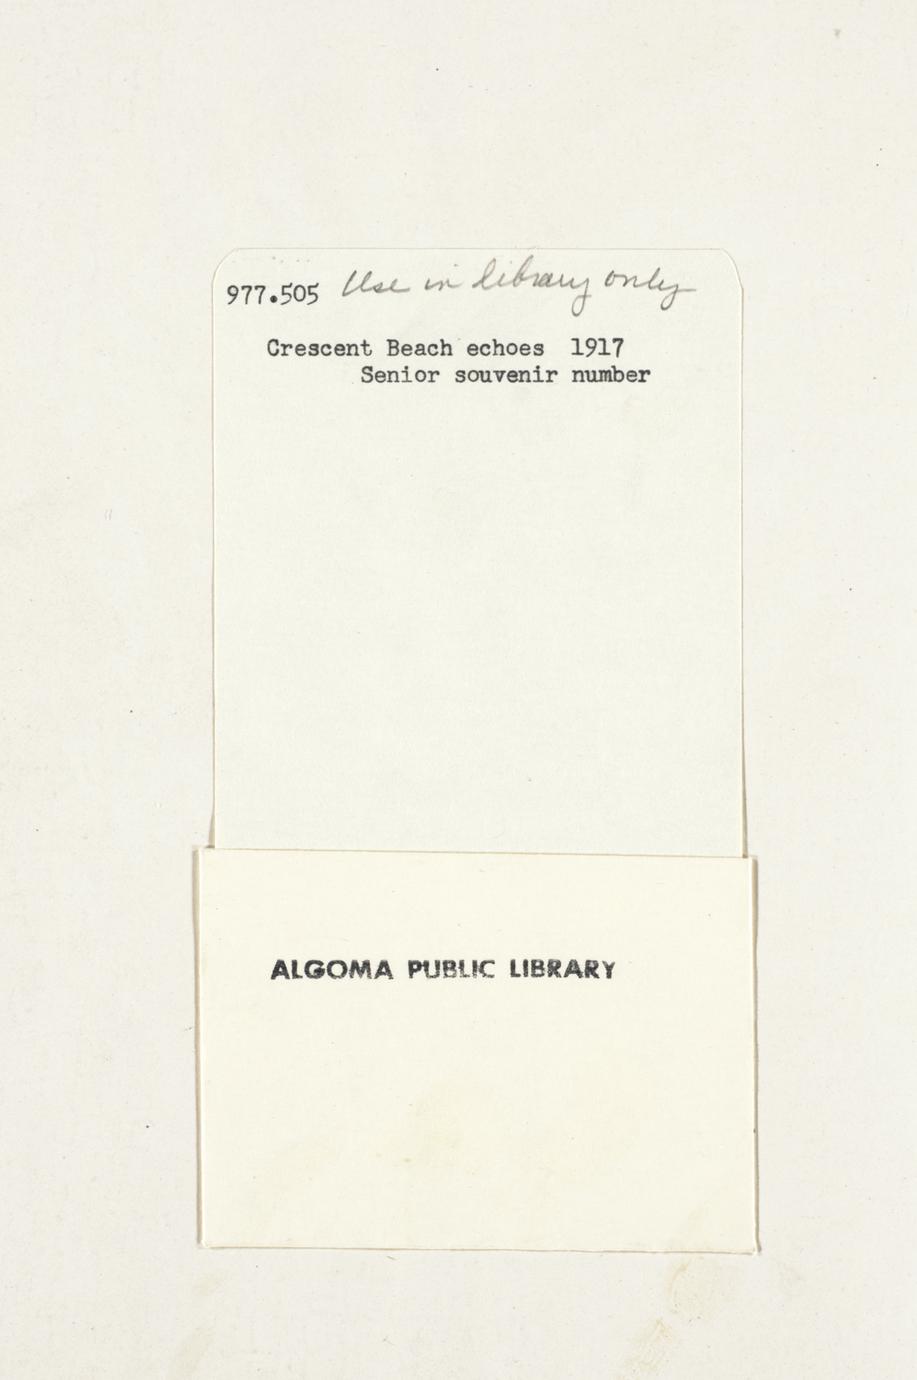 977.505 Use in library only
Crescent Beach echoes 1917
Senior souvenir number
ALGOMA PUBLIC LIBRARY